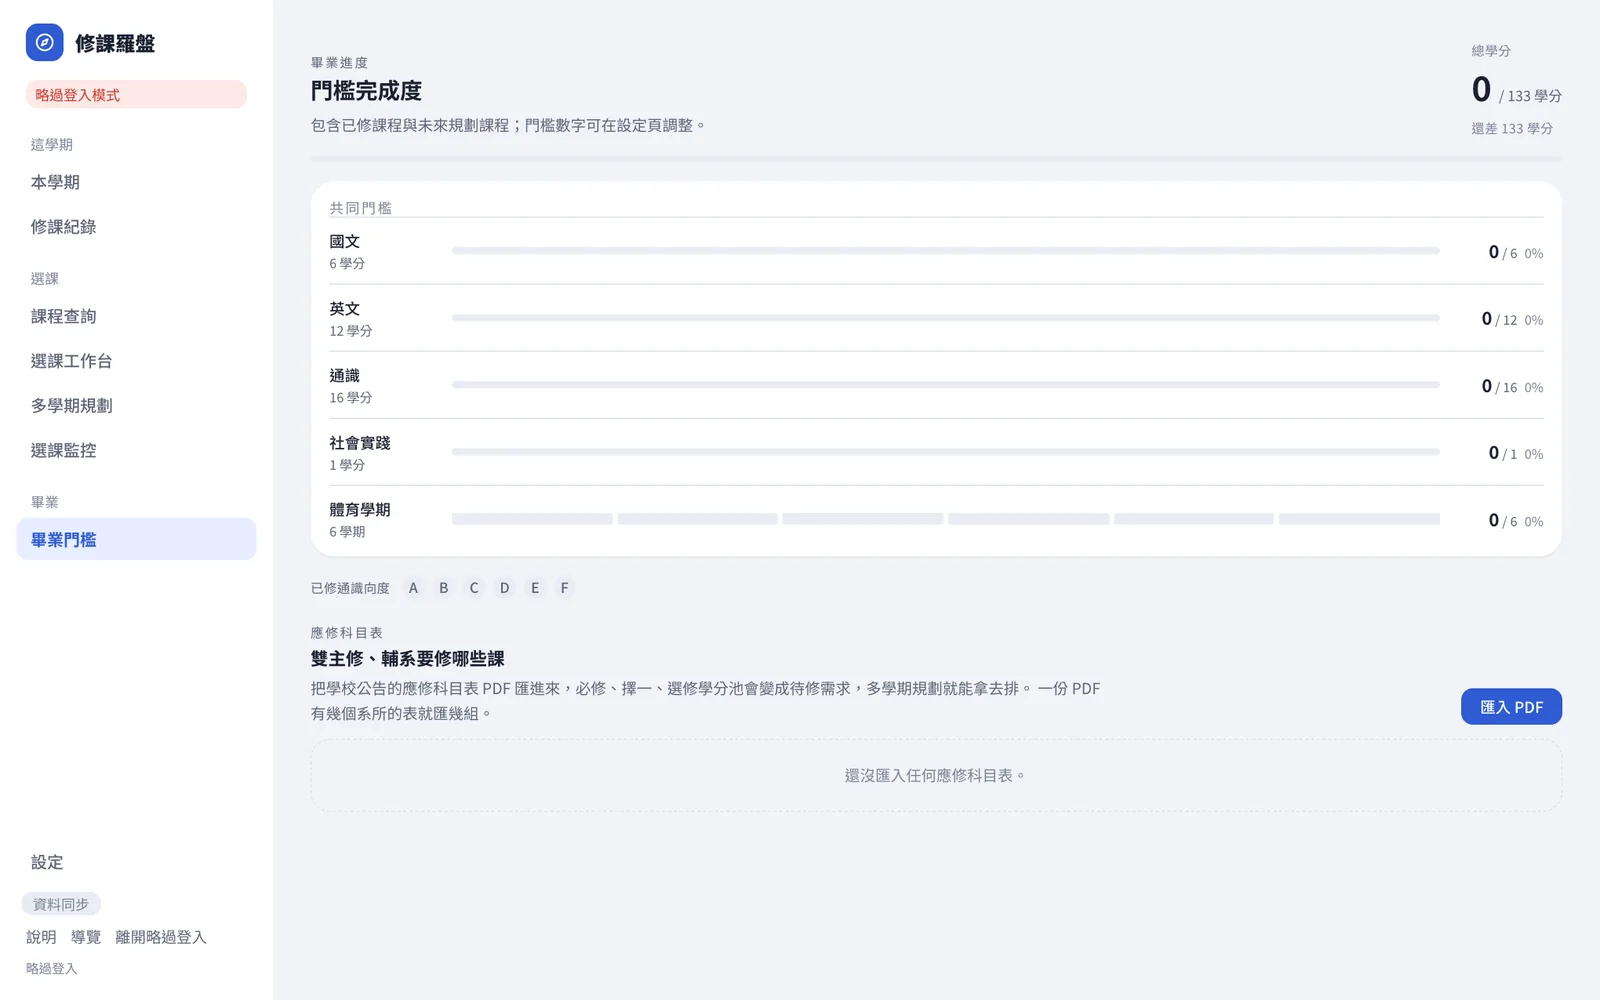 修課羅盤
略過登入模式
這學期
本學期
修課紀錄
選課
課程查詢
選課工作台
多學期規劃
選課監控
畢業
畢業門檻
設定
資料同步
說明 導覽 離開略過登入
略過登入
畢業進度
門檻完成度
包含已修課程與未來規劃課程；門檻數字可在設定頁調整。
總學分
0 / 133 學分
還差 133 學分
共同門檻
國文
6 學分
0 / 6 0%
英文
12 學分
0 / 12 0%
通識
16 學分
0 / 16 0%
社會實踐
1 學分
0 / 1 0%
體育學期
6 學期
0 / 6 0%
已修通識向度 A B C D E F
應修科目表
雙主修、輔系要修哪些課
把學校公告的應修科目表 PDF 匯進來，必修、擇一、選修學分池會變成待修需求，多學期規劃就能拿去排。 一份 PDF
有幾個系所的表就匯幾組。
匯入 PDF
還沒匯入任何應修科目表。